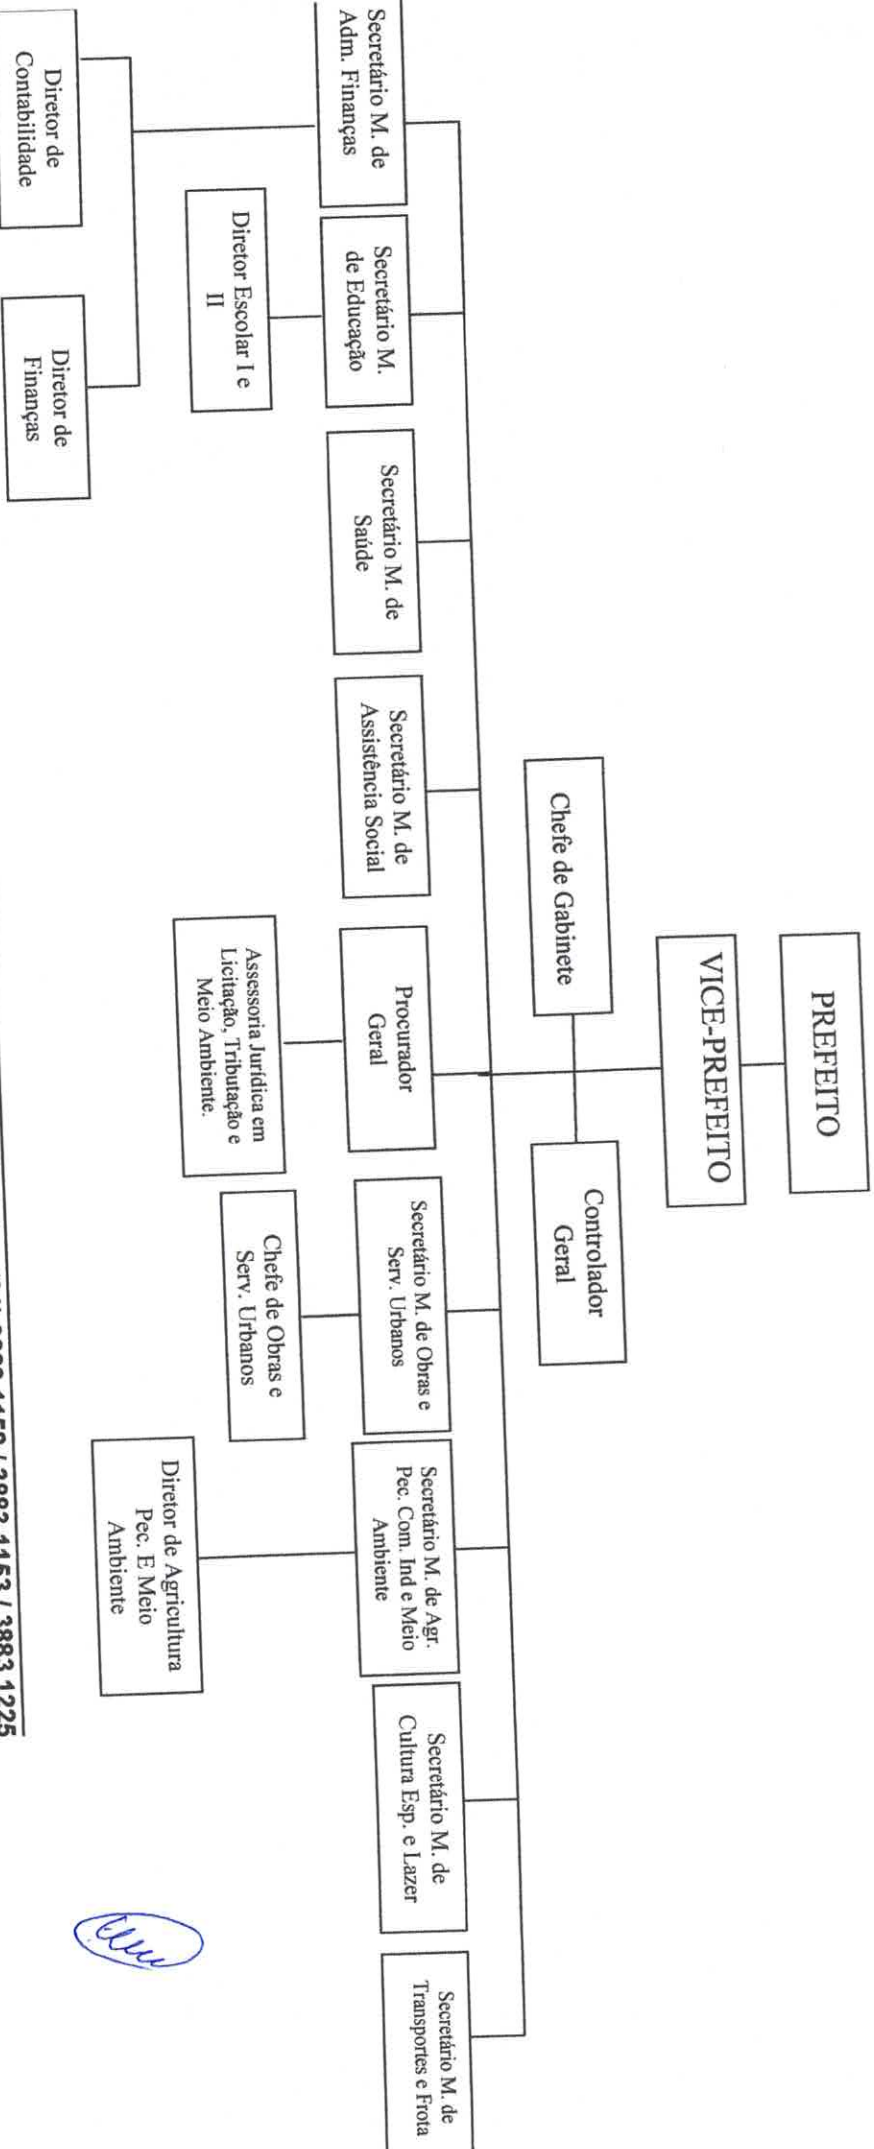 PREFEITO
VICE-PREFEITO
Chefe de Gabinete
Controlador
Geral
Secretário M. de
Adm. Finanças
Secretário M.
de Educação
Secretário M. de
Saúde
Secretário M. de
Assistência Social
Procurador
Geral
Secretário M. de Obras e
Serv. Urbanos
Secretário M. de Agr.
Pec. Com. Ind e Meio
Ambiente
Secretário M. de
Cultura Esp. e Lazer
Secretário M. de
Transportes e Frota
Diretor Escolar I e
II
Assessoria Jurídica em
Licitação, Tributação e
Meio Ambiente.
Chefe de Obras e
Serv. Urbanos
Diretor de Agricultura
Pec. E Meio
Ambiente
Diretor de
Contabilidade
Diretor de
Finanças
1153 / 3883 1225